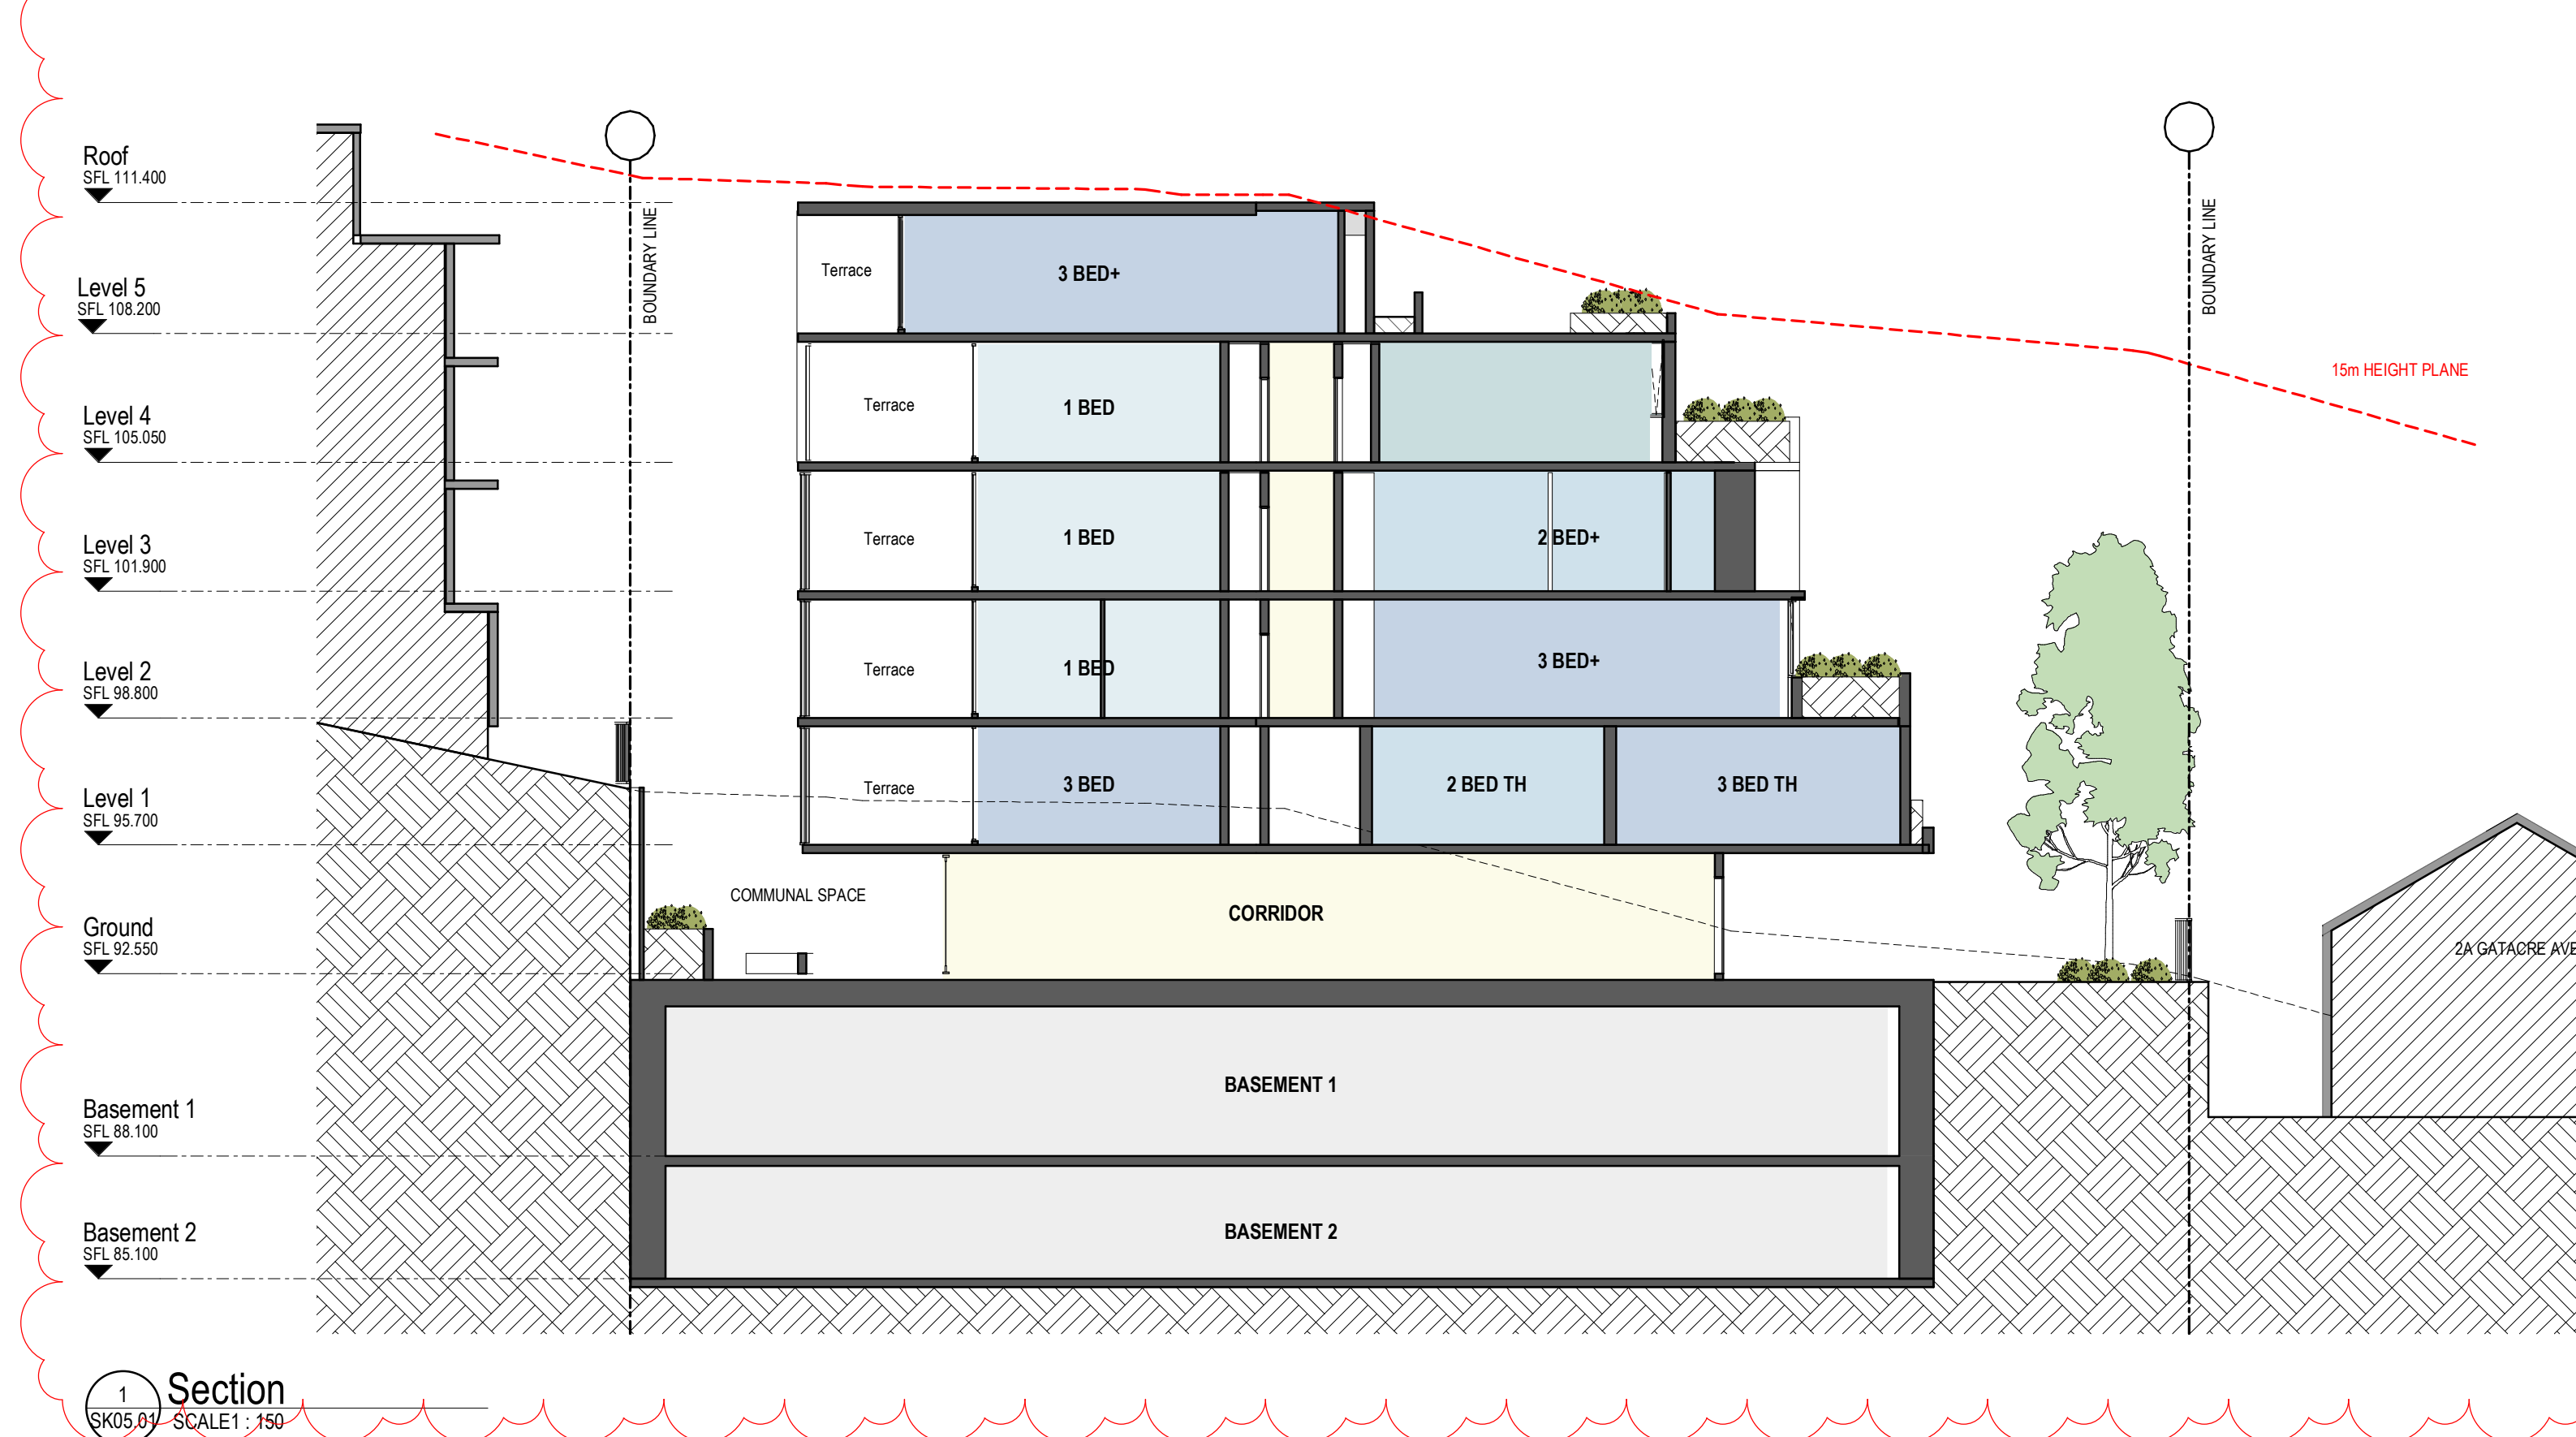 Roof
SFL 111.400
Level 5
SFL 108.200
Level 4
SFL 105.050
Level 3
SFL 101.900
Level 2
SFL 98.800
Level 1
SFL 95.700
Ground
SFL 92.550
Basement 1
SFL 88.100
Basement 2
SFL 85.100
BOUNDARY LINE
BOUNDARY LINE
15m HEIGHT PLANE
Terrace
3 BED+
Terrace
1 BED
Terrace
1 BED
2 BED+
Terrace
1 BED
3 BED+
Terrace
3 BED
2 BED TH
3 BED TH
COMMUNAL SPACE
CORRIDOR
2A GATACRE AVE
BASEMENT 1
BASEMENT 2
1
SK05.01
Section
SCALE1 : 150